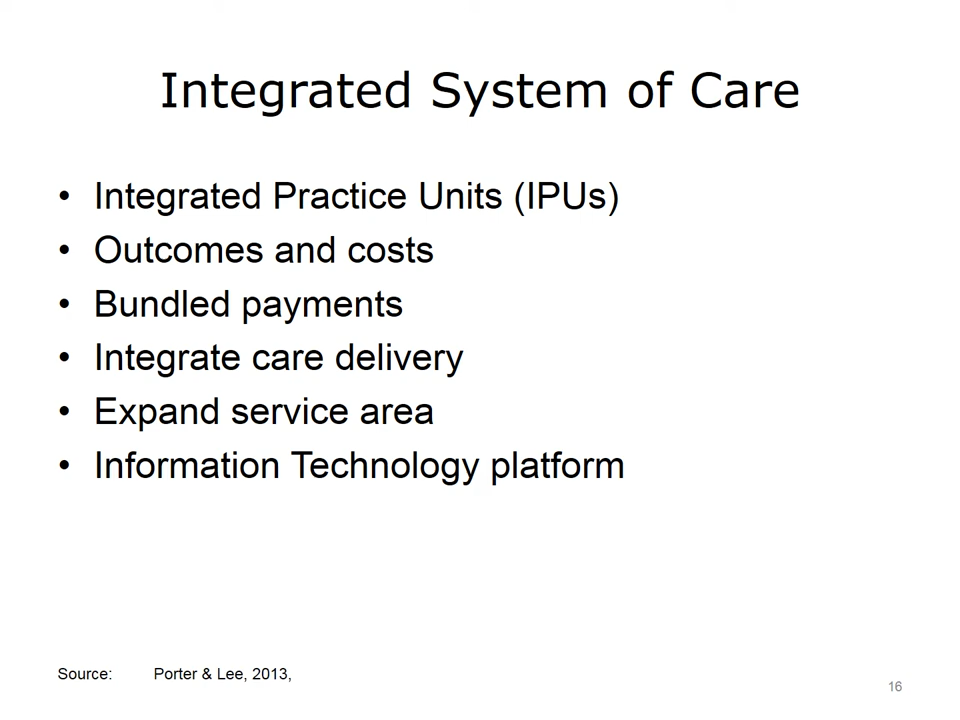 Integrated System of Care
• Integrated Practice Units (IPUs)
• Outcomes and costs
• Bundled payments
• Integrate care delivery
• Expand service area
• Information Technology platform
Source: Porter & Lee, 2013,
16